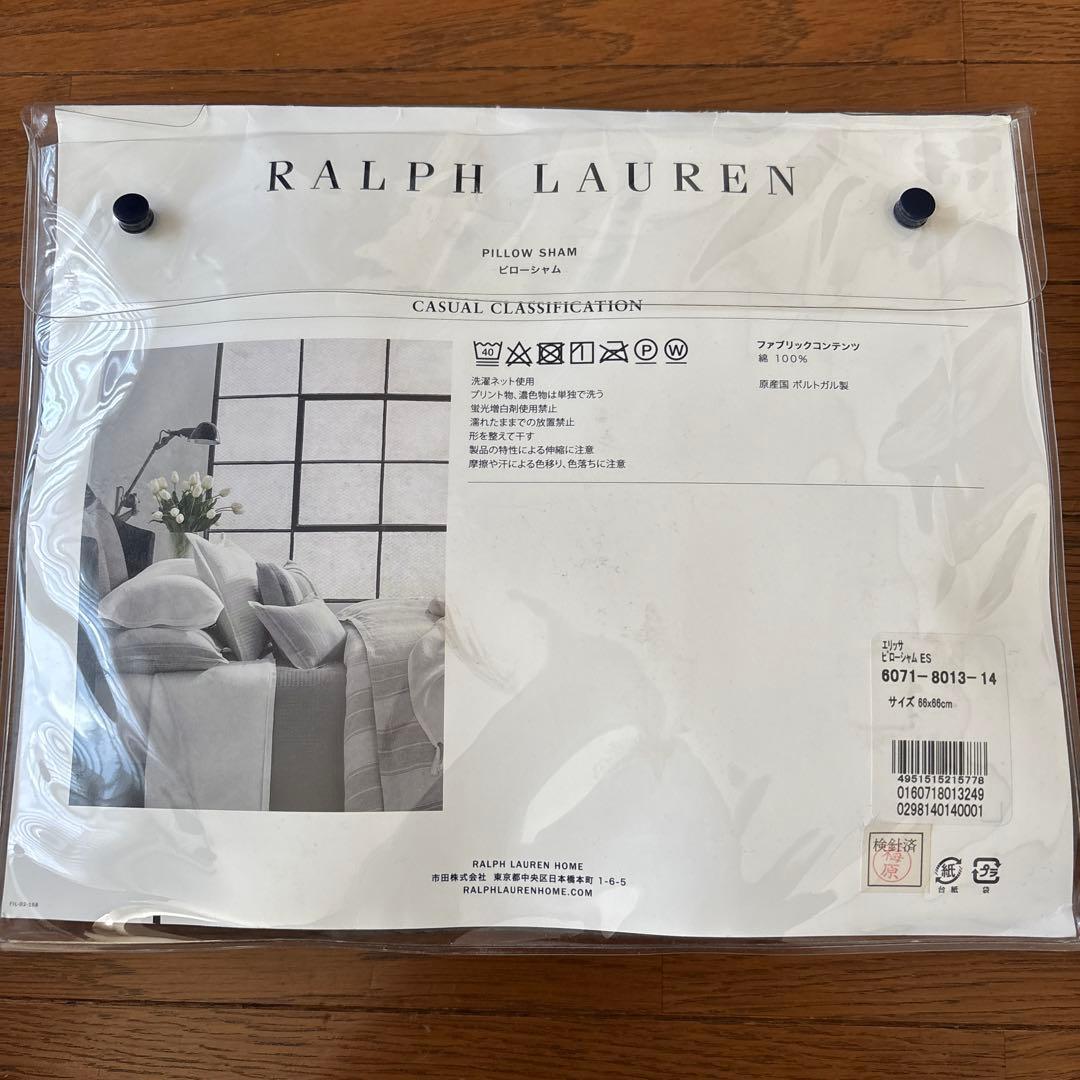 RALPH LAUREN
PILLOW SHAM
ピローシャム
CASUAL CLASSIFICATION
40 P W
洗濯ネット使用
プリント物、濃色物は単独で洗う
蛍光増白剤使用禁止
濡れたままでの放置禁止
形を整えて干す
製品の特性による伸縮に注意
摩擦や汗による色移り、色落ちに注意
ファブリックコンテンツ
綿 100%
原産国 ポルトガル製
エリッサ
ピローシャム ES
6071-8013-14
サイズ 66x66cm
4951515215778
0160718013249
0298140140001
検針済
梅原
紙
台紙
プラ
袋
RALPH LAUREN HOME
市田株式会社 東京都中央区日本橋本町 1-6-5
RALPHLAURENHOME.COM
FIL-02-168